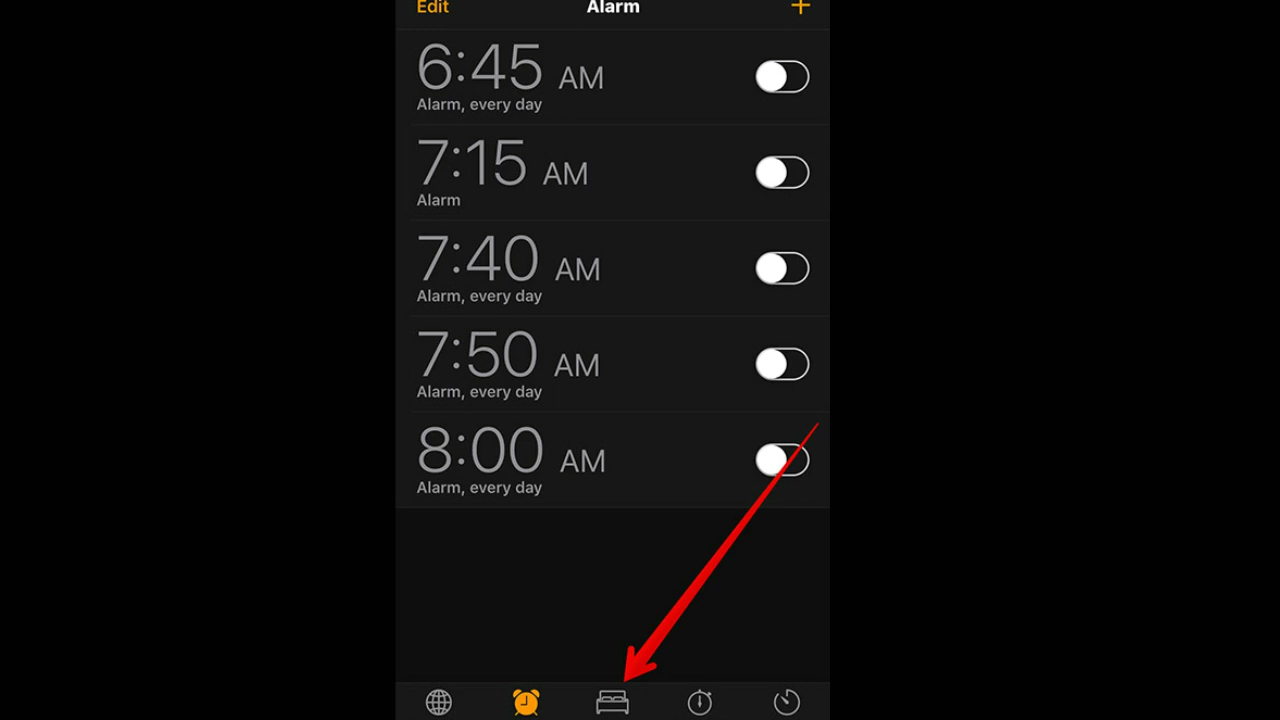 Edit Alarm +
6:45 AM
Alarm, every day
7:15 AM
Alarm
7:40 AM
Alarm, every day
7:50 AM
Alarm, every day
8:00 AM
Alarm, every day